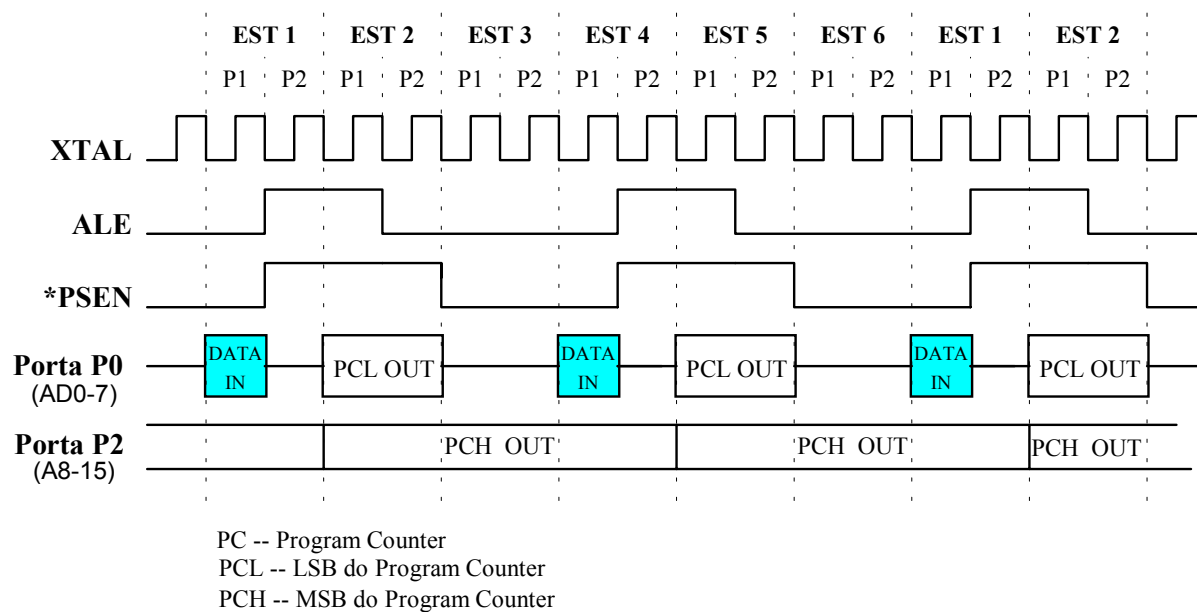 EST 1 EST 2 EST 3 EST 4 EST 5 EST 6 EST 1 EST 2
P1 P2 P1 P2 P1 P2 P1 P2 P1 P2 P1 P2 P1 P2 P1 P2
XTAL
ALE
*PSEN
Porta P0
(AD0-7)
DATA IN PCL OUT DATA IN PCL OUT DATA IN PCL OUT
Porta P2
(A8-15)
PCH OUT PCH OUT PCH OUT
PC -- Program Counter
PCL -- LSB do Program Counter
PCH -- MSB do Program Counter